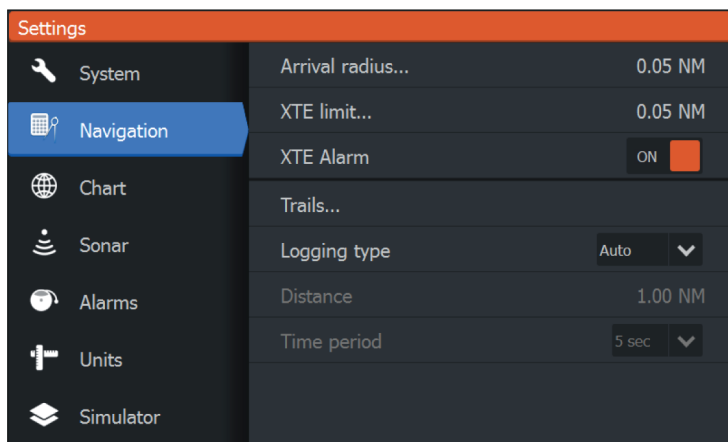 Settings
System
Navigation
Chart
Sonar
Alarms
Units
Simulator
Arrival radius... 0.05 NM
XTE limit... 0.05 NM
XTE Alarm ON
Trails...
Logging type Auto
Distance 1.00 NM
Time period 5 sec